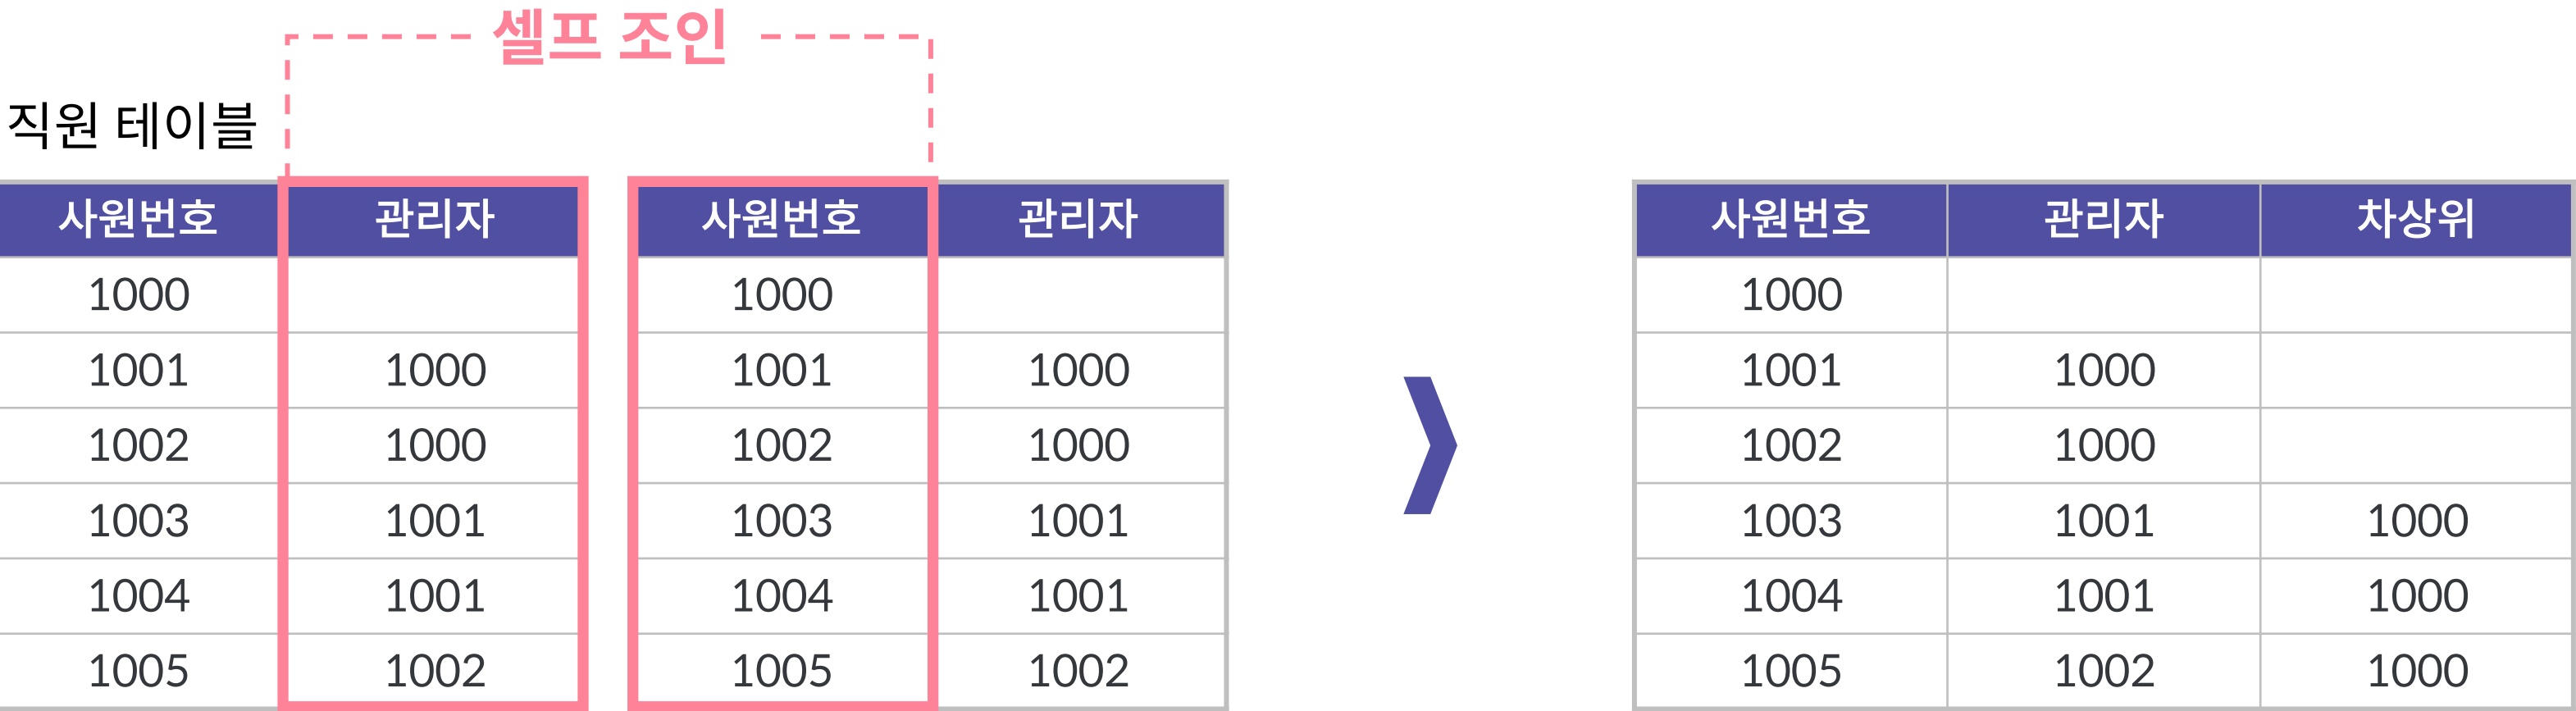 셀프 조인
직원 테이블
사원번호 관리자 사원번호 관리자 사원번호 관리자 차상위
1000 1000 1000
1001 1000 1001 1000 1001 1000
1002 1000 1002 1000 1002 1000
1003 1001 1003 1001 1003 1001 1000
1004 1001 1004 1001 1004 1001 1000
1005 1002 1005 1002 1005 1002 1000